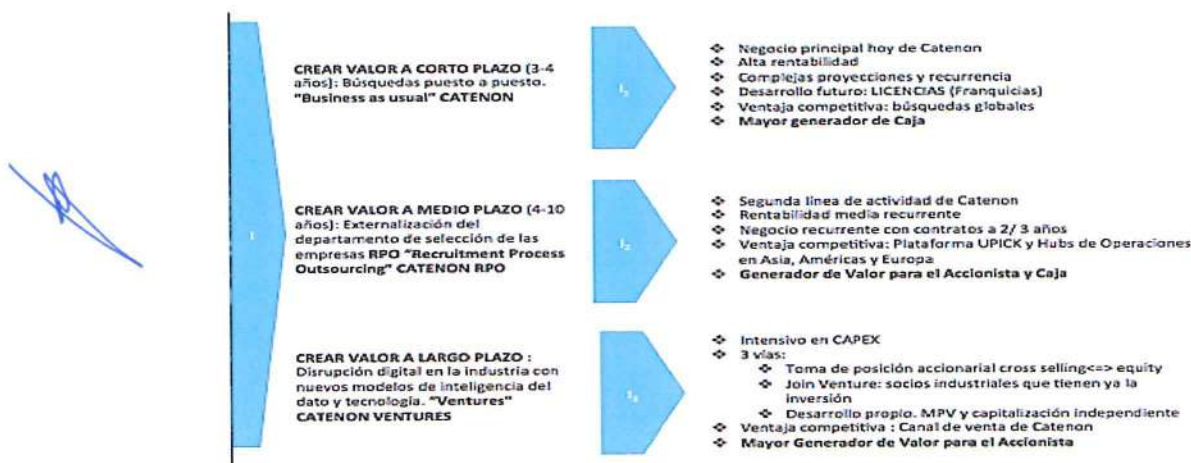 1
CREAR VALOR A CORTO PLAZO (3-4
años): Búsquedas puesto a puesto.
"Business as usual" CATENON
1₁
❖ Negocio principal hoy de Catenon
❖ Alta rentabilidad
❖ Complejas proyecciones y recurrencia
❖ Desarrollo futuro: LICENCIAS (Franquicias)
❖ Ventaja competitiva: búsquedas globales
❖ Mayor generador de Caja
CREAR VALOR A MEDIO PLAZO (4-10
años): Externalización del
departamento de selección de las
empresas RPO "Recruitment Process
Outsourcing" CATENON RPO
1₂
❖ Segunda línea de actividad de Catenon
❖ Rentabilidad media recurrente
❖ Negocio recurrente con contratos a 2/ 3 años
❖ Ventaja competitiva: Plataforma UPICK y Hubs de Operaciones
en Asia, Américas y Europa
❖ Generador de Valor para el Accionista y Caja
CREAR VALOR A LARGO PLAZO :
Disrupción digital en la industria con
nuevos modelos de inteligencia del
dato y tecnología. "Ventures"
CATENON VENTURES
❖ Intensivo en CAPEX
❖ 3 vías:
❖ Toma de posición accionarial cross selling<=> equity
❖ Join Venture: socios industriales que tienen ya la
inversión
❖ Desarrollo propio. MPV y capitalización independiente
❖ Ventaja competitiva : Canal de venta de Catenon
❖ Mayor Generador de Valor para el Accionista